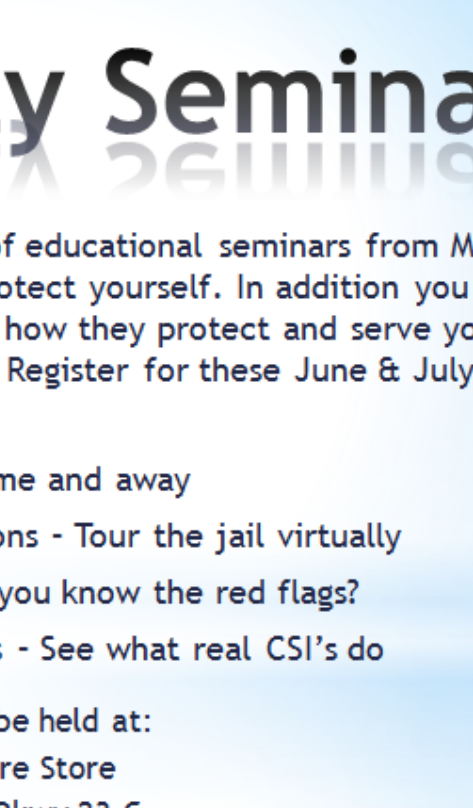 y Semina
of educational seminars from M
otect yourself. In addition you
how they protect and serve yo
Register for these June & July
me and away
ons - Tour the jail virtually
you know the red flags?
s - See what real CSI's do
be held at:
re Store